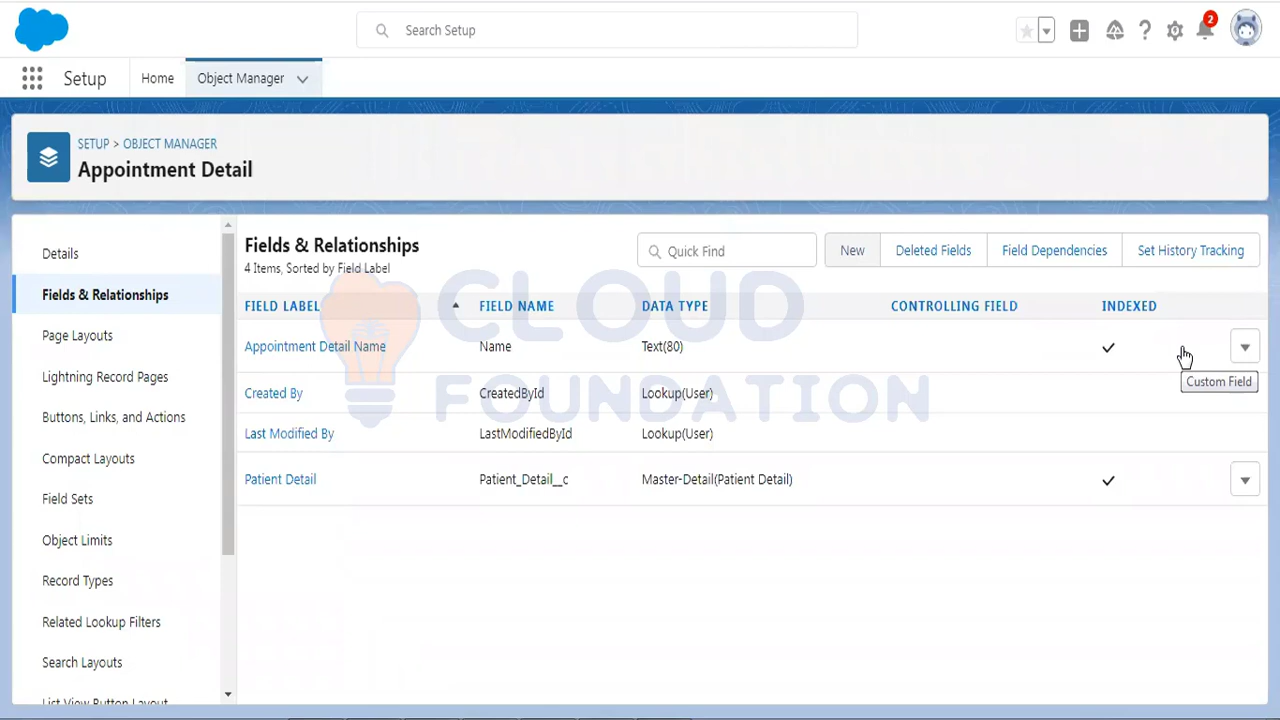 Search Setup
2
Setup
Home
Object Manager
SETUP > OBJECT MANAGER
Appointment Detail
Details
Fields & Relationships
Page Layouts
Lightning Record Pages
Buttons, Links, and Actions
Compact Layouts
Field Sets
Object Limits
Record Types
Related Lookup Filters
Search Layouts
List View Button Layout
Fields & Relationships
4 Items, Sorted by Field Label
Quick Find
New
Deleted Fields
Field Dependencies
Set History Tracking
FIELD LABEL FIELD NAME DATA TYPE CONTROLLING FIELD INDEXED
Appointment Detail Name Name Text(80)
Custom Field
Created By CreatedById Lookup(User)
Last Modified By LastModifiedById Lookup(User)
Patient Detail Patient_Detail__c Master-Detail(Patient Detail)
CLOUD
FOUNDATION